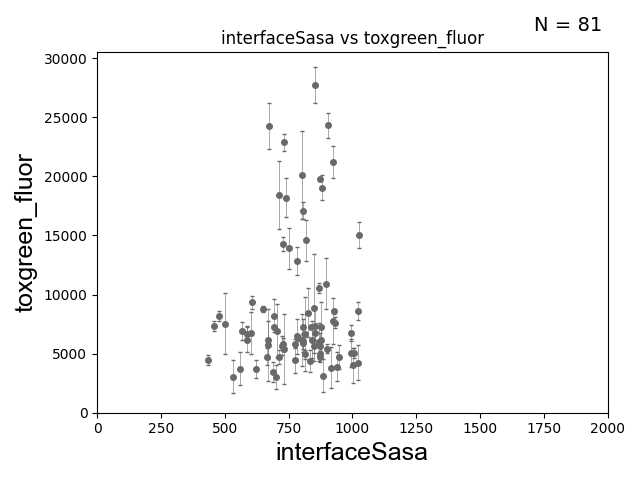 N = 81
interfaceSasa vs toxgreen_fluor
30000
25000
20000
15000
10000
5000
0
toxgreen_fluor
0 250 500 750 1000 1250 1500 1750 2000
interfaceSasa